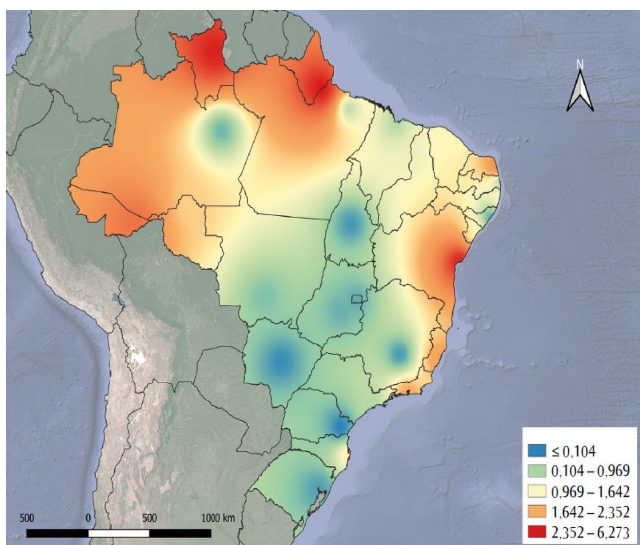 N
≤ 0,104
0,104 – 0,969
0,969 – 1,642
1,642 – 2,352
2,352 – 6,273
500 0 500 1000 km